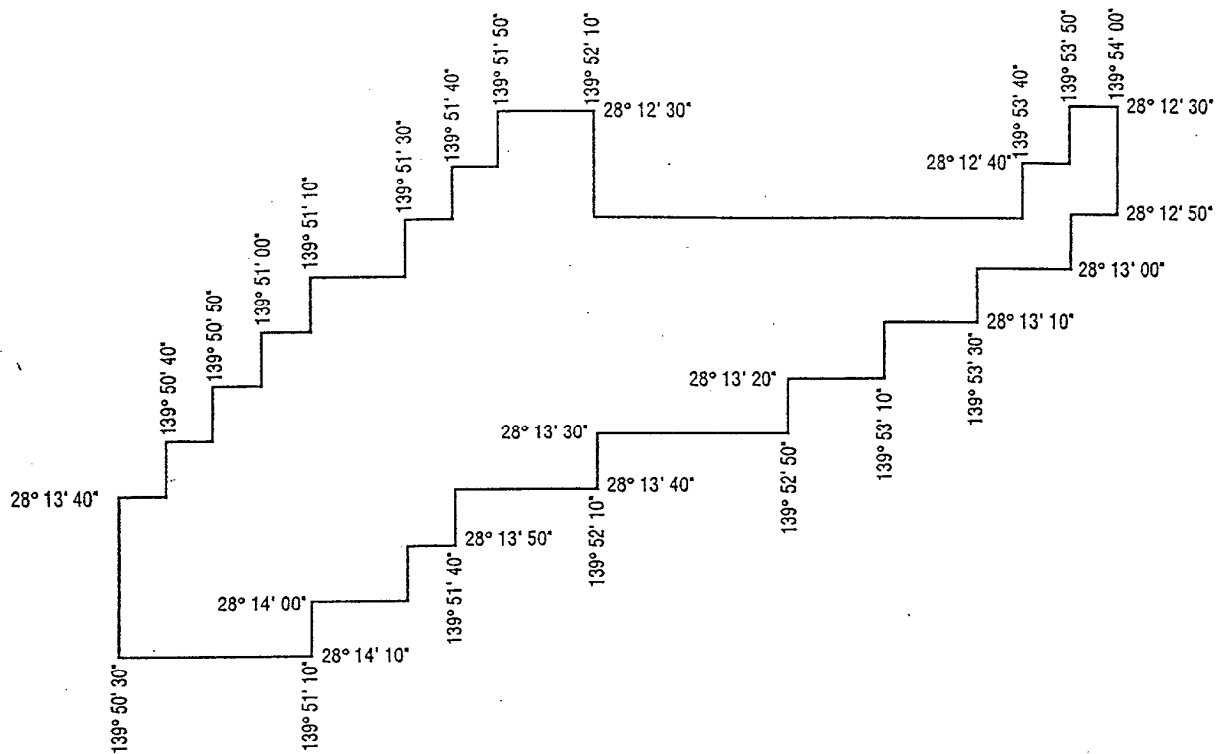 139° 51' 50"
139° 52' 10"
139° 53' 50"
139° 54' 00"
28° 12' 30"
139° 53' 40"
28° 12' 30"
139° 51' 40"
139° 51' 30"
28° 12' 40"
139° 51' 10"
28° 12' 50"
139° 51' 00"
28° 13' 00"
139° 50' 50"
28° 13' 10"
139° 50' 40"
28° 13' 20"
139° 53' 30"
139° 53' 10"
28° 13' 30"
139° 52' 50"
28° 13' 40"
28° 13' 40"
139° 52' 10"
28° 13' 50"
139° 51' 40"
28° 14' 00"
28° 14' 10"
139° 50' 30"
139° 51' 10"